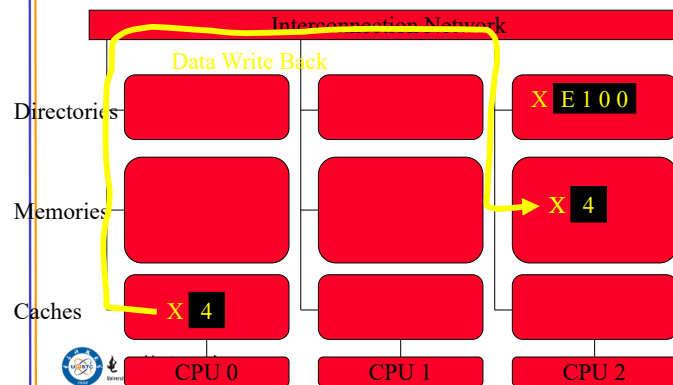 Interconnection Network
Data Write Back
Directories
X E 1 0 0
Memories
X 4
Caches
X 4
CPU 0
CPU 1
CPU 2